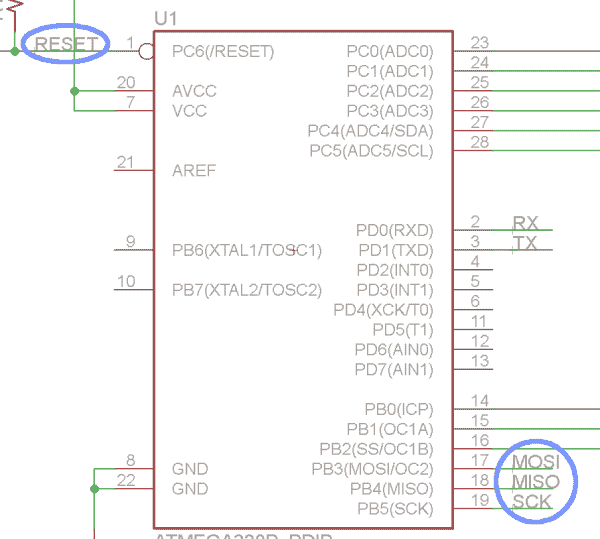 U1
RESET 1 PC6(/RESET) PC0(ADC0) 23
PC1(ADC1) 24
20 AVCC PC2(ADC2) 25
7 VCC PC3(ADC3) 26
PC4(ADC4/SDA) 27
PC5(ADC5/SCL) 28
21 AREF
PD0(RXD) 2 RX
9 PB6(XTAL1/TOSC1) PD1(TXD) 3 TX
PD2(INT0) 4
10 PB7(XTAL2/TOSC2) PD3(INT1) 5
PD4(XCK/T0) 6
PD5(T1) 11
PD6(AIN0) 12
PD7(AIN1) 13
PB0(ICP) 14
PB1(OC1A) 15
PB2(SS/OC1B) 16
8 GND PB3(MOSI/OC2) 17 MOSI
22 GND PB4(MISO) 18 MISO
PB5(SCK) 19 SCK